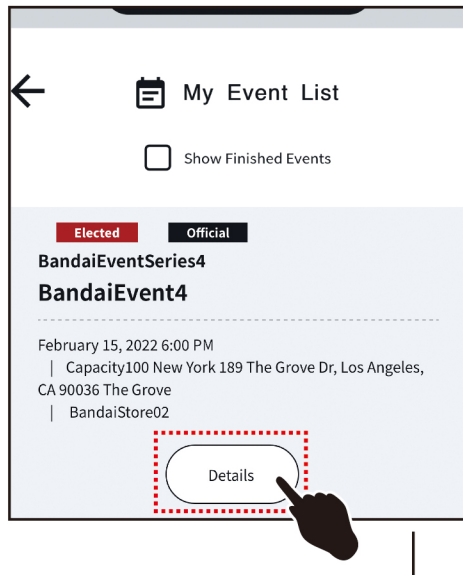 My Event List
Show Finished Events
Elected Official
BandaiEventSeries4
BandaiEvent4
February 15, 2022 6:00 PM
| Capacity100 New York 189 The Grove Dr, Los Angeles,
CA 90036 The Grove
| BandaiStore02
Details